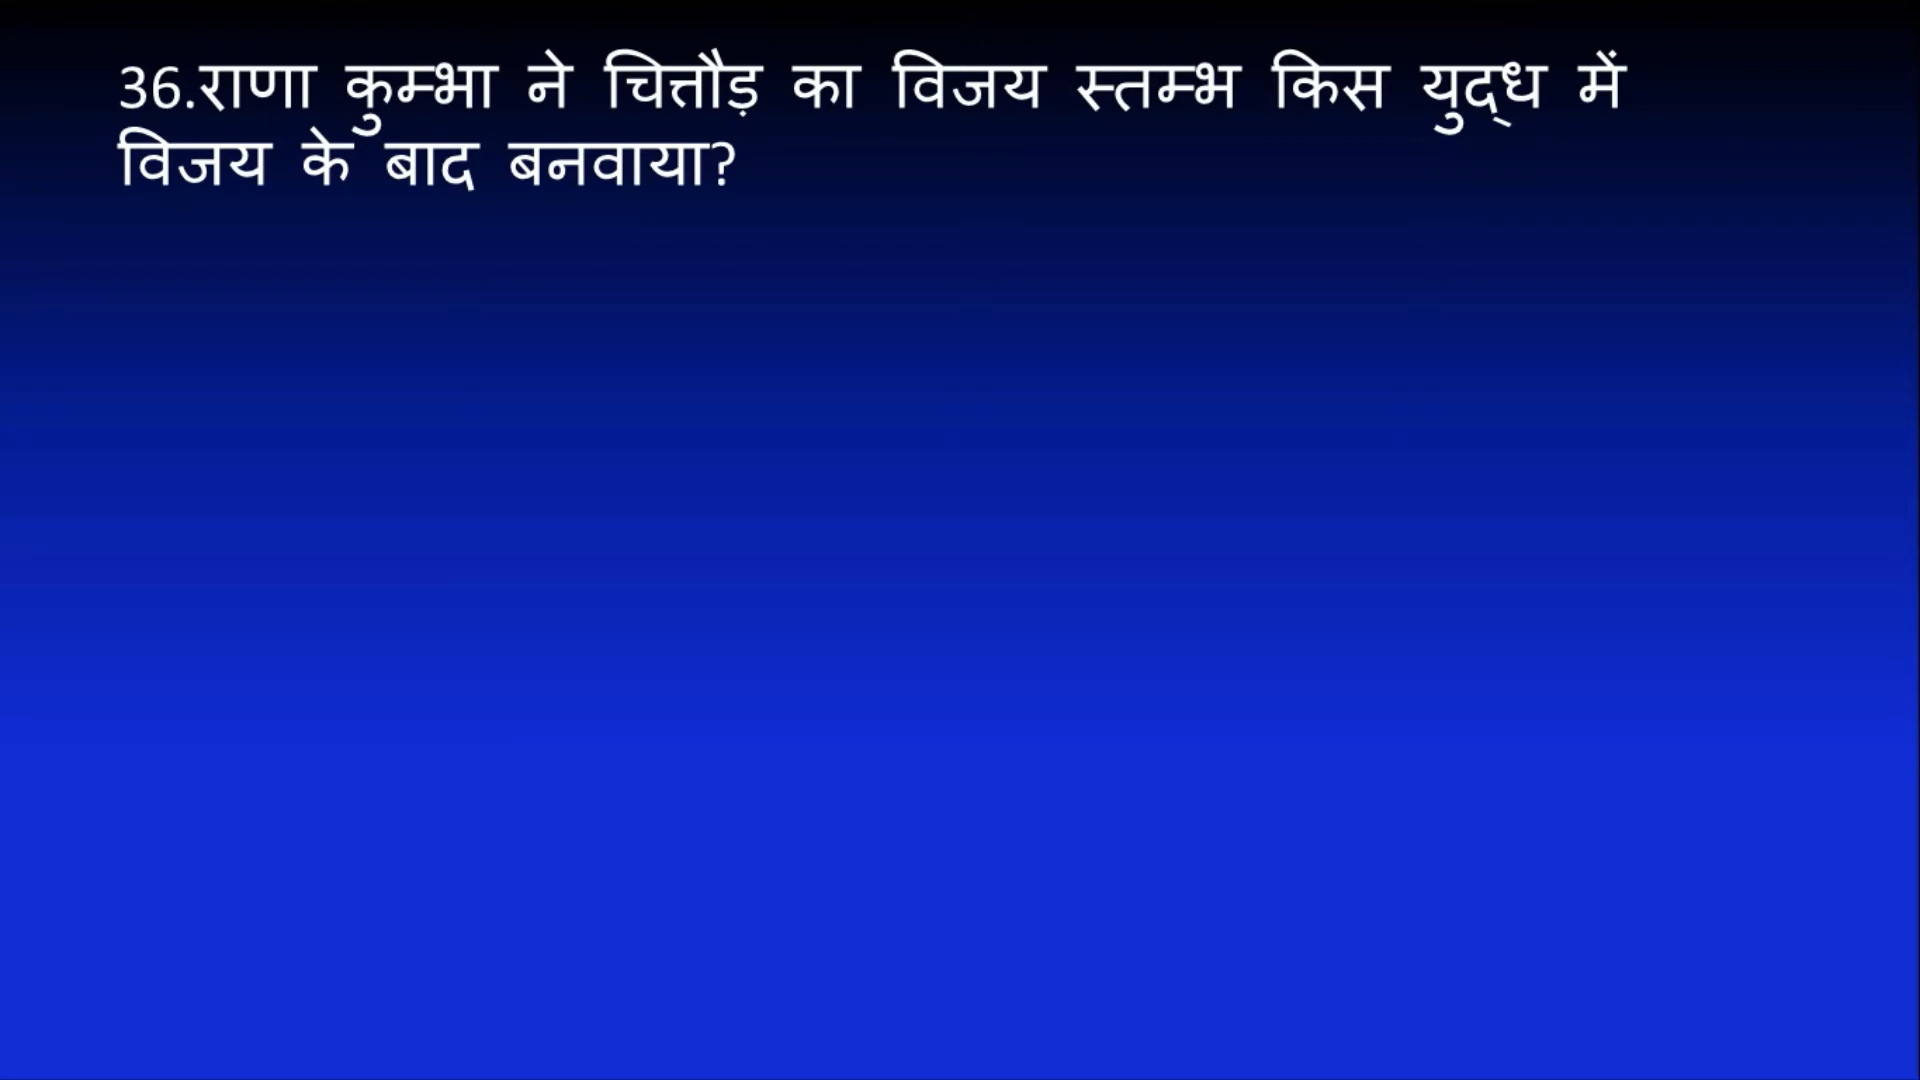 36.राणा कुम्भा ने चित्तौड़ का विजय स्तम्भ किस युद्ध में
विजय के बाद बनवाया?